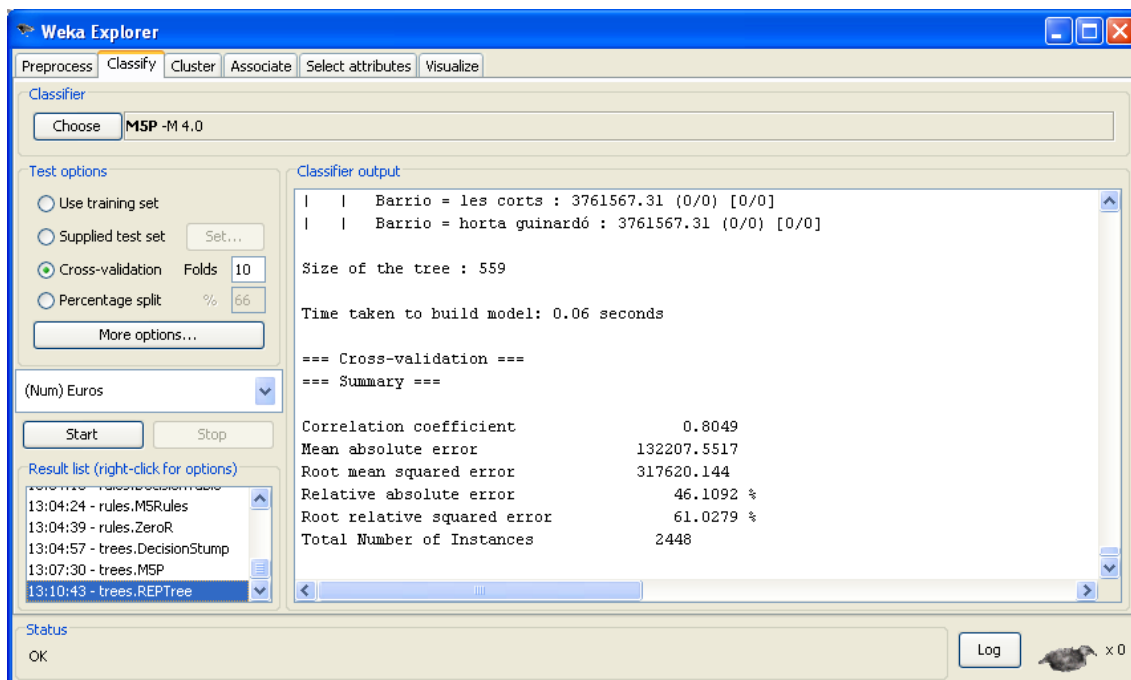 Weka Explorer
Preprocess Classify Cluster Associate Select attributes Visualize
Classifier
Choose M5P -M 4.0
Test options
Use training set
Supplied test set Set...
Cross-validation Folds 10
Percentage split % 66
More options...
(Num) Euros
Start Stop
Result list (right-click for options)
13:04:24 - rules.M5Rules
13:04:39 - rules.ZeroR
13:04:57 - trees.DecisionStump
13:07:30 - trees.M5P
13:10:43 - trees.REPTree
Classifier output
| | Barrio = les corts : 3761567.31 (0/0) [0/0]
| | Barrio = horta guinardó : 3761567.31 (0/0) [0/0]
Size of the tree : 559
Time taken to build model: 0.06 seconds
=== Cross-validation ===
=== Summary ===
Correlation coefficient 0.8049
Mean absolute error 132207.5517
Root mean squared error 317620.144
Relative absolute error 46.1092 %
Root relative squared error 61.0279 %
Total Number of Instances 2448
Status
OK
Log x 0